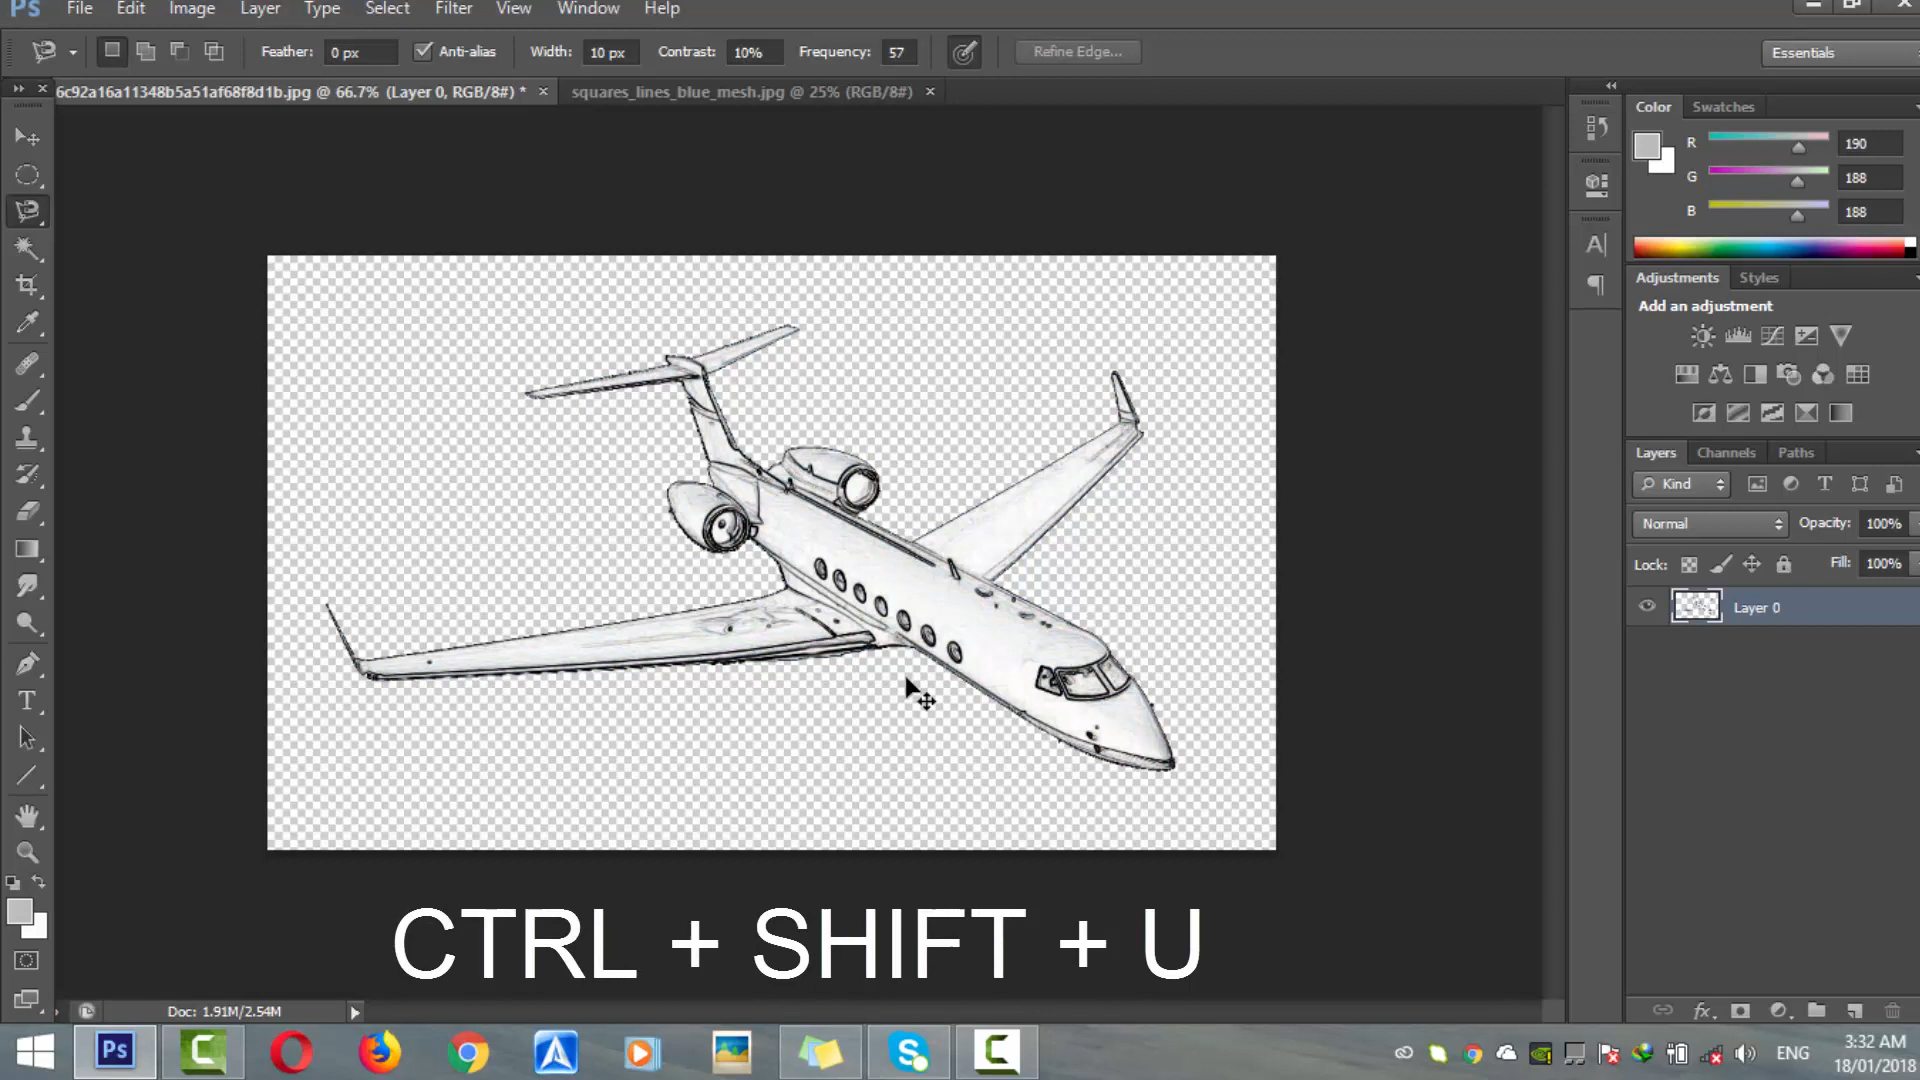 Ps File Edit Image Layer Type Select Filter View Window Help
Feather: 0 px Anti-alias Width: 10 px Contrast: 10% Frequency: 57 Refine Edge... Essentials
6c92a16a11348b5a51af68f8d1b.jpg @ 66.7% (Layer 0, RGB/8#) * × squares_lines_blue_mesh.jpg @ 25% (RGB/8#) ×
Color Swatches
R 190
G 188
B 188
Adjustments Styles
Add an adjustment
Layers Channels Paths
Kind
Normal Opacity: 100%
Lock: Fill: 100%
Layer 0
CTRL + SHIFT + U
Doc: 1.91M/2.54M
Ps
ENG
3:32 AM
18/01/2018